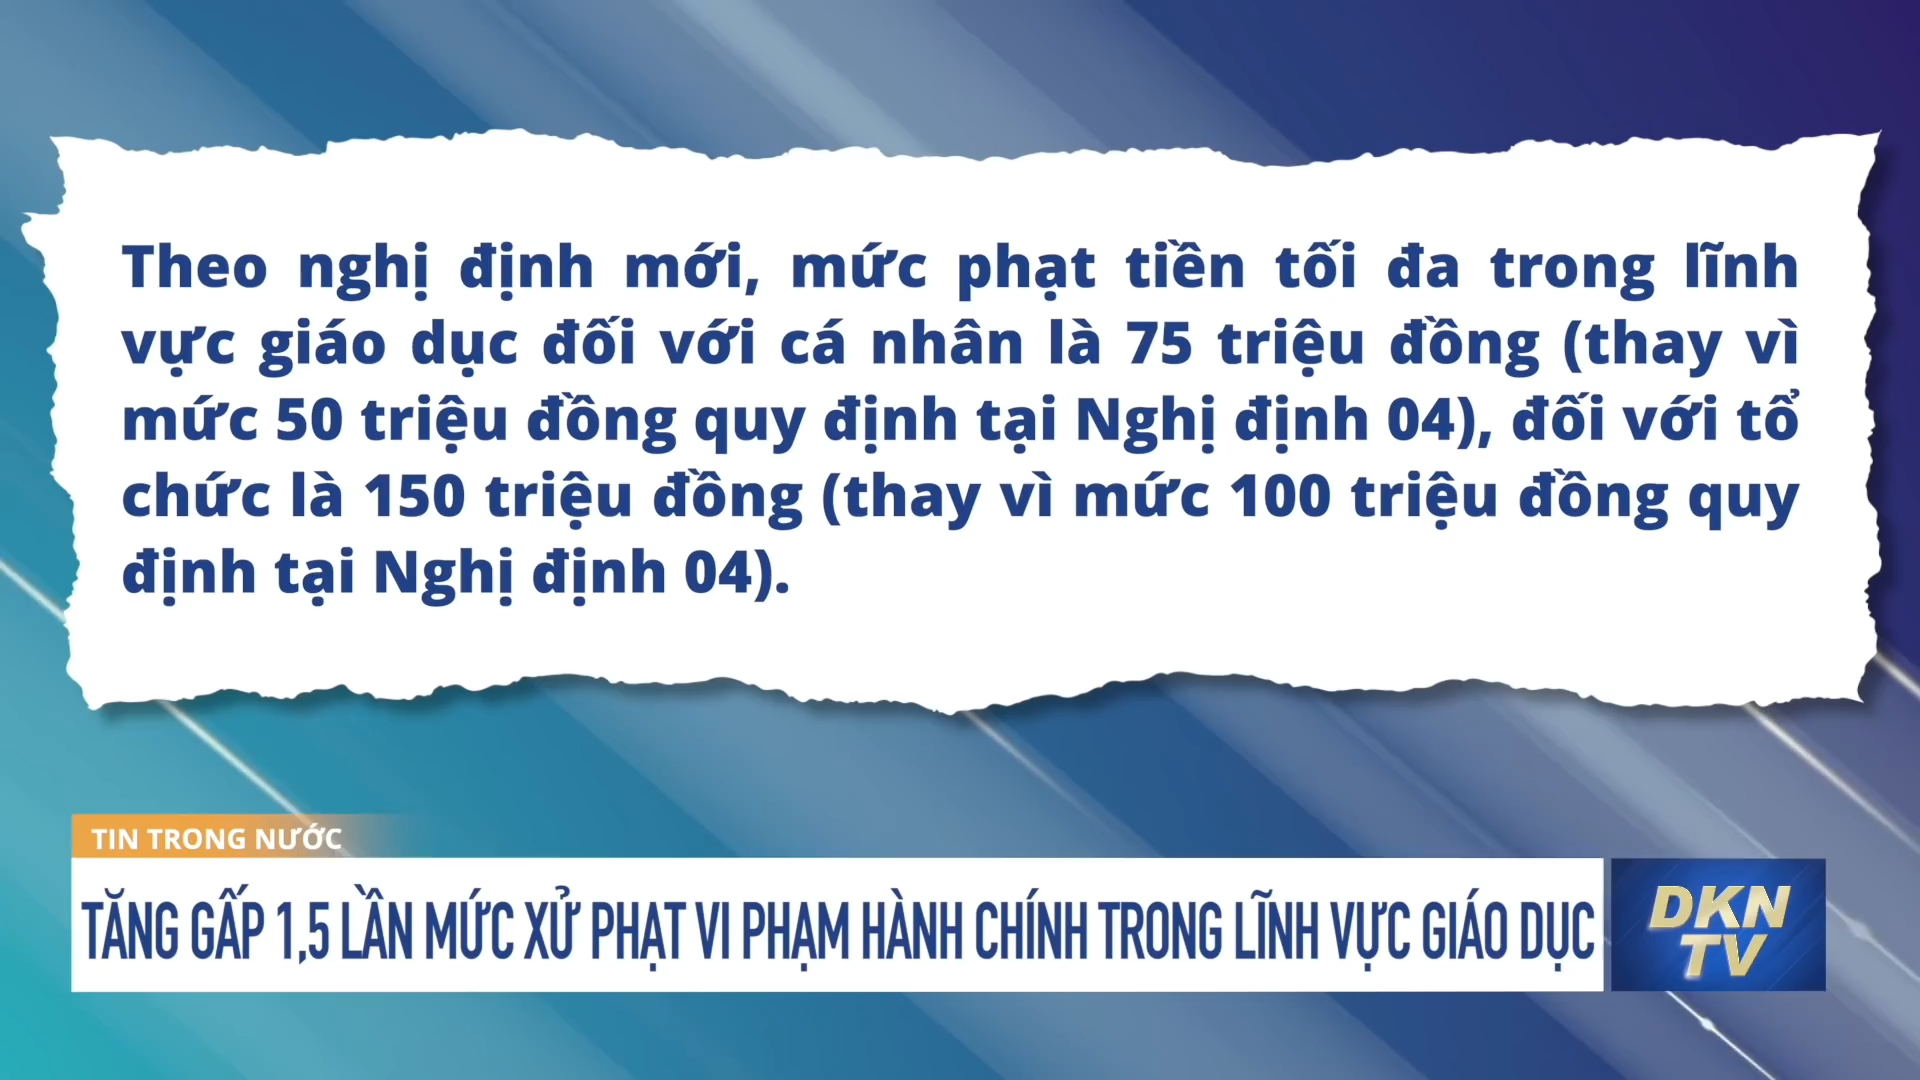 Theo nghị định mới, mức phạt tiền tối đa trong lĩnh
vực giáo dục đối với cá nhân là 75 triệu đồng (thay vì
mức 50 triệu đồng quy định tại Nghị định 04), đối với tổ
chức là 150 triệu đồng (thay vì mức 100 triệu đồng quy
định tại Nghị định 04).
TIN TRONG NƯỚC
TĂNG GẤP 1,5 LẦN MỨC XỬ PHẠT VI PHẠM HÀNH CHÍNH TRONG LĨNH VỰC GIÁO DỤC
DKN
TV